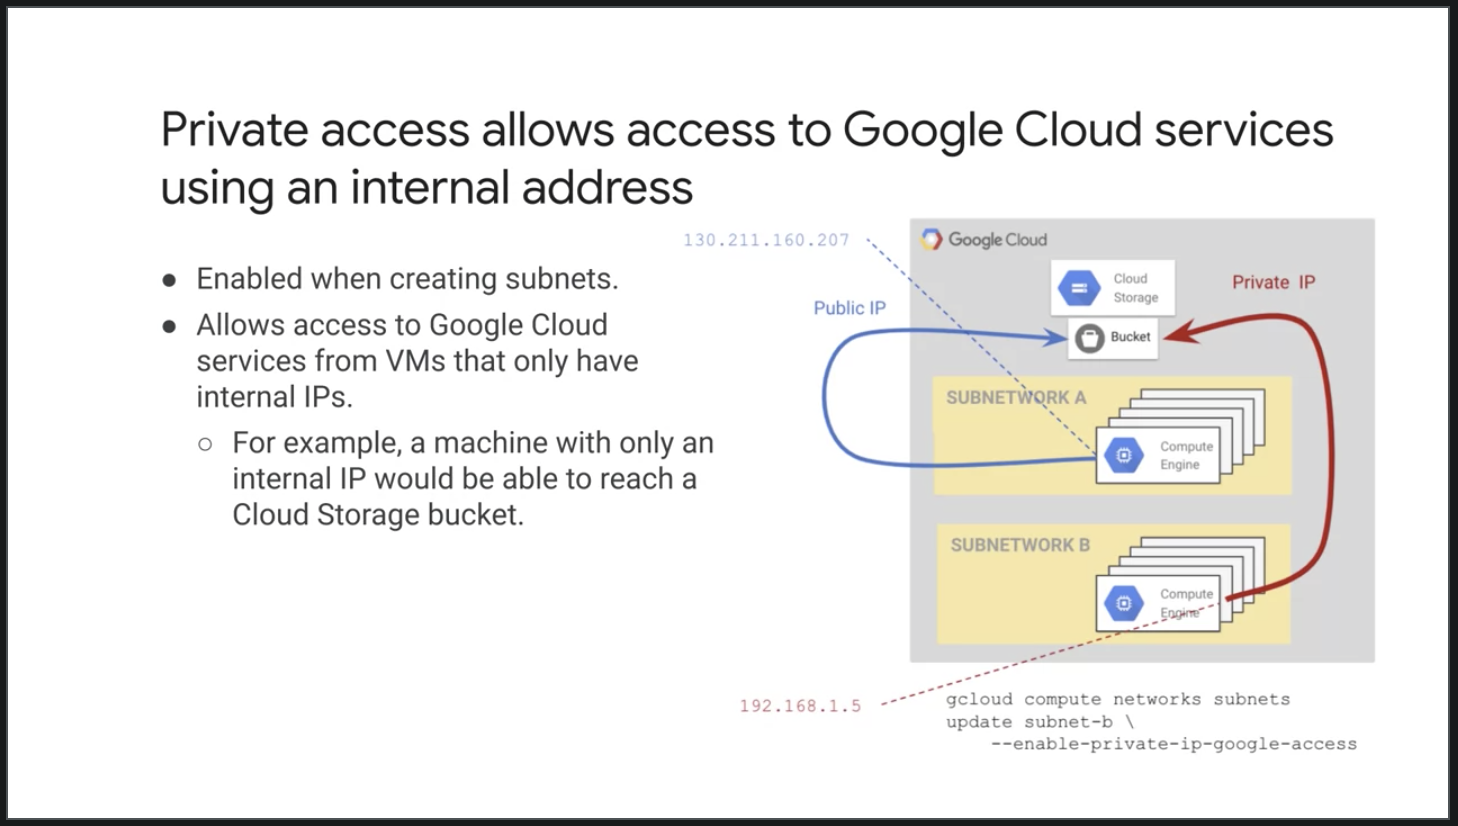 Private access allows access to Google Cloud services
using an internal address
● Enabled when creating subnets.
● Allows access to Google Cloud
services from VMs that only have
internal IPs.
○ For example, a machine with only an
internal IP would be able to reach a
Cloud Storage bucket.
130.211.160.207
Google Cloud
Cloud
Storage
Private IP
Public IP
Bucket
SUBNETWORK A
Compute
Engine
SUBNETWORK B
Compute
Engine
192.168.1.5
gcloud compute networks subnets
update subnet-b \
--enable-private-ip-google-access